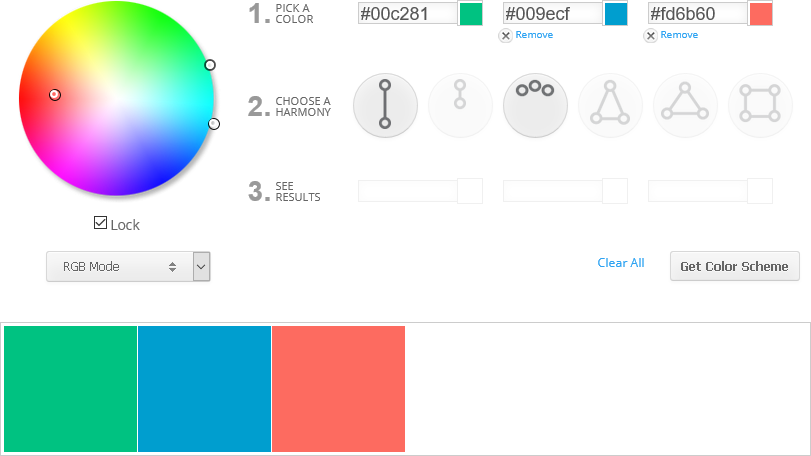 1. PICK A
COLOR
#00c281
#009ecf
#fd6b60
Remove
Remove
2. CHOOSE A
HARMONY
3. SEE
RESULTS
Lock
RGB Mode
Clear All
Get Color Scheme